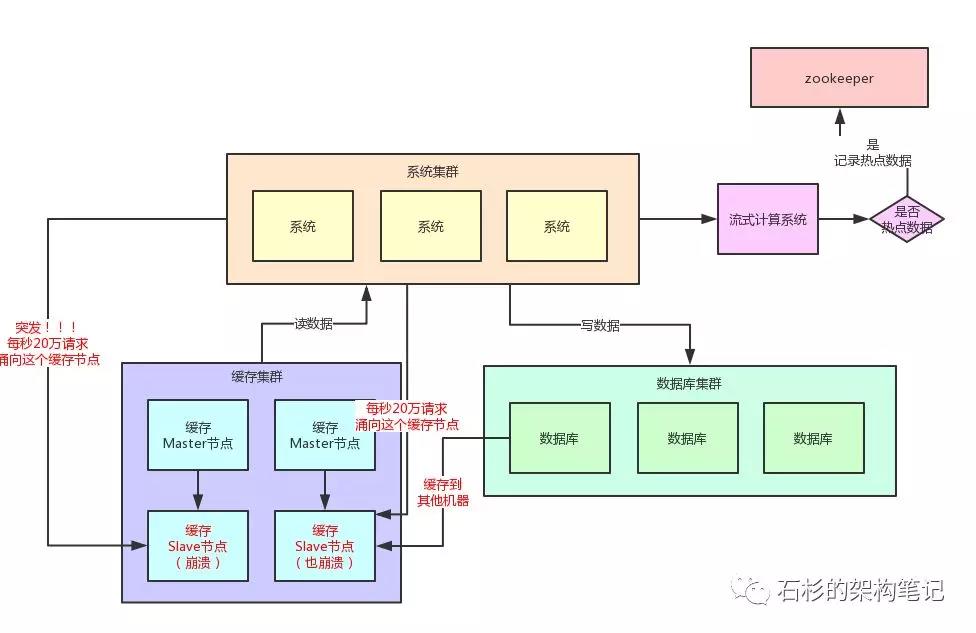 zookeeper
是
记录热点数据
系统集群
系统
系统
系统
流式计算系统
是否
热点数据
突发！！！
每秒20万请求
涌向这个缓存节点
读数据
写数据
缓存集群
缓存
Master节点
缓存
Master节点
每秒20万请求
涌向这个缓存节点
数据库集群
数据库
数据库
数据库
缓存到
其他机器
缓存
Slave节点
（崩溃）
缓存
Slave节点
（也崩溃）
石杉的架构笔记